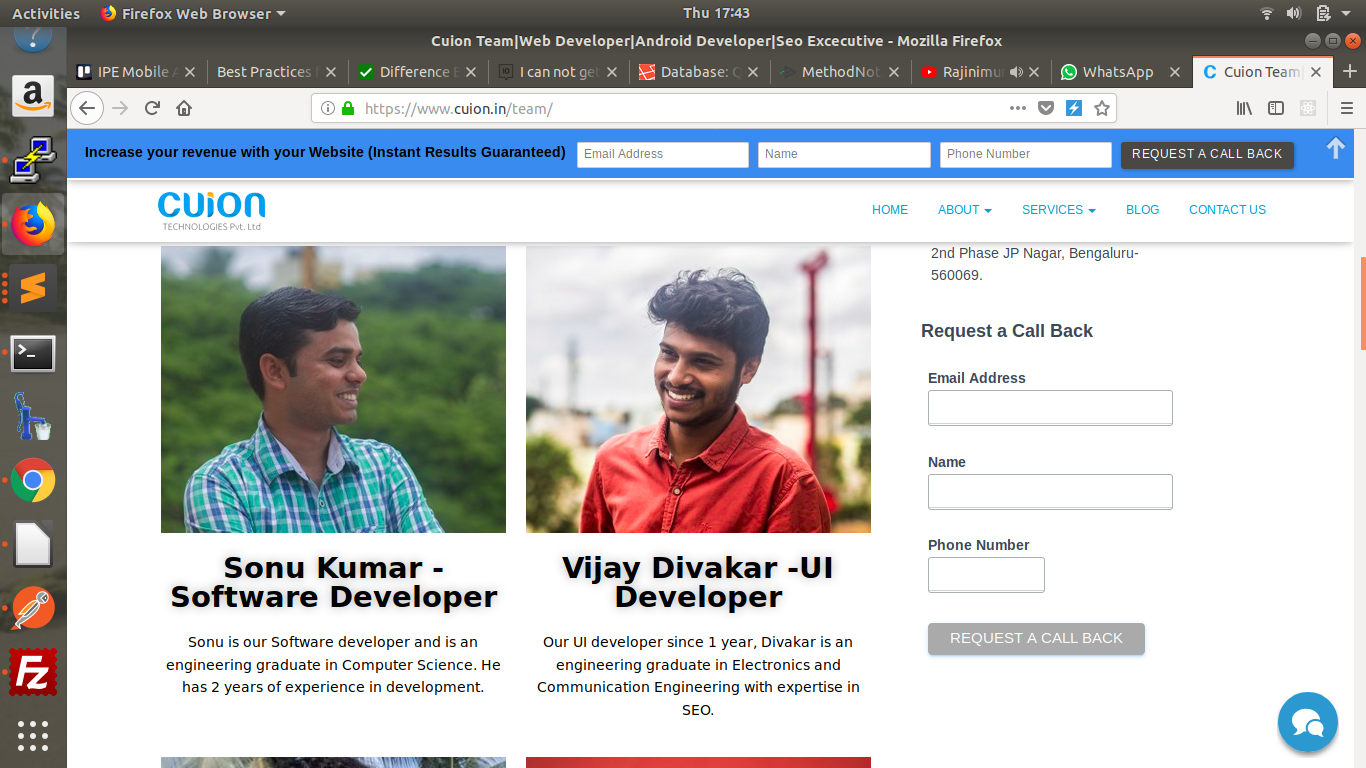 Activities
Firefox Web Browser
Thu 17:43
Cuion Team|Web Developer|Android Developer|Seo Excecutive - Mozilla Firefox
IPE Mobile A
Best Practices
Difference
I can not get
Database:
MethodNot
Rajinimu
WhatsApp
Cuion Team|
https://www.cuion.in/team/
Increase your revenue with your Website (Instant Results Guaranteed)
Email Address
Name
Phone Number
REQUEST A CALL BACK
CUION
TECHNOLOGIES Pvt. Ltd
HOME
ABOUT
SERVICES
BLOG
CONTACT US
2nd Phase JP Nagar, Bengaluru-
560069.
Sonu Kumar -
Software Developer
Sonu is our Software developer and is an
engineering graduate in Computer Science. He
has 2 years of experience in development.
Vijay Divakar -UI
Developer
Our UI developer since 1 year, Divakar is an
engineering graduate in Electronics and
Communication Engineering with expertise in
SEO.
Request a Call Back
Email Address
Name
Phone Number
REQUEST A CALL BACK